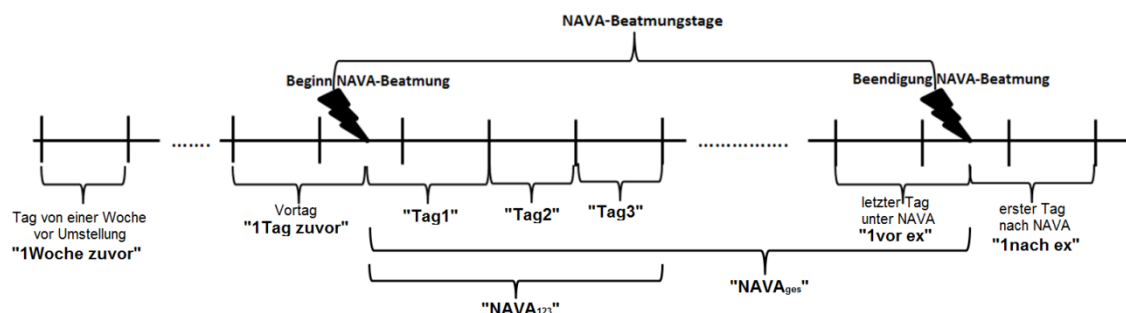 NAVA-Beatmungstage
Beginn NAVA-Beatmung
Beendigung NAVA-Beatmung
.......
...............
Tag von einer Woche
vor Umstellung
"1Woche zuvor"
Vortag
"1Tag zuvor"
"Tag1"
"Tag2"
"Tag3"
letzter Tag
unter NAVA
"1vor ex"
erster Tag
nach NAVA
"1nach ex"
"NAVA₁₂₃"
"NAVAges"